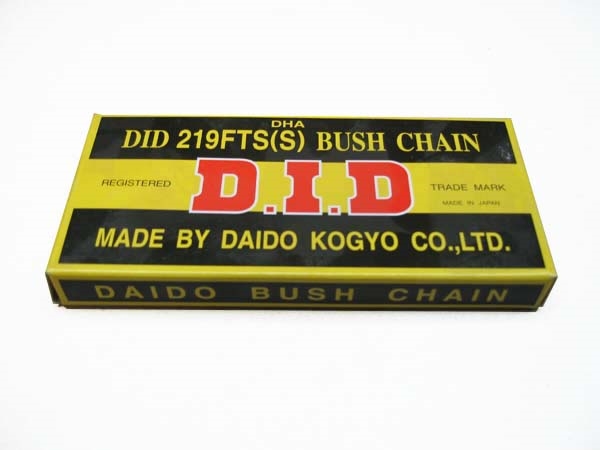 DHA
DID 219FTS(S) BUSH CHAIN
REGISTERED D.I.D TRADE MARK
MADE IN JAPAN
MADE BY DAIDO KOGYO CO.,LTD.
DAIDO BUSH CHAIN